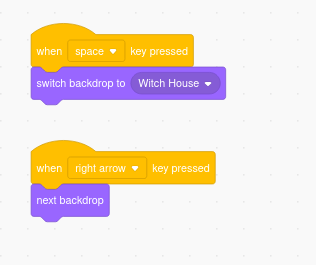 when space key pressed
switch backdrop to Witch House
when right arrow key pressed
next backdrop